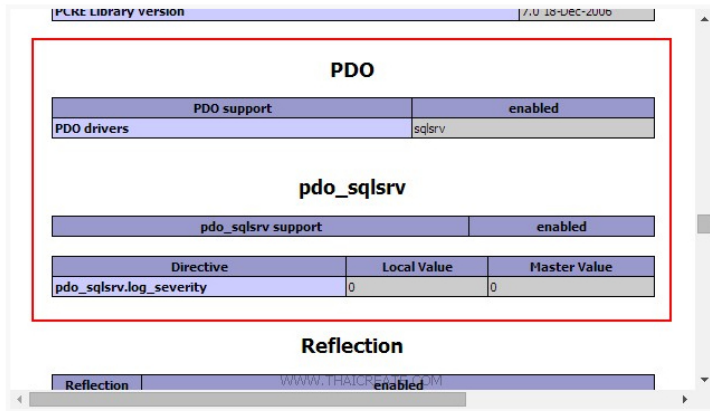 PCRE Library Version 7.0 18-Dec-2006
PDO
PDO support enabled
PDO drivers sqlsrv
pdo_sqlsrv
pdo_sqlsrv support enabled
Directive Local Value Master Value
pdo_sqlsrv.log_severity 0 0
Reflection
Reflection enabled
WWW.THAICREATE.COM